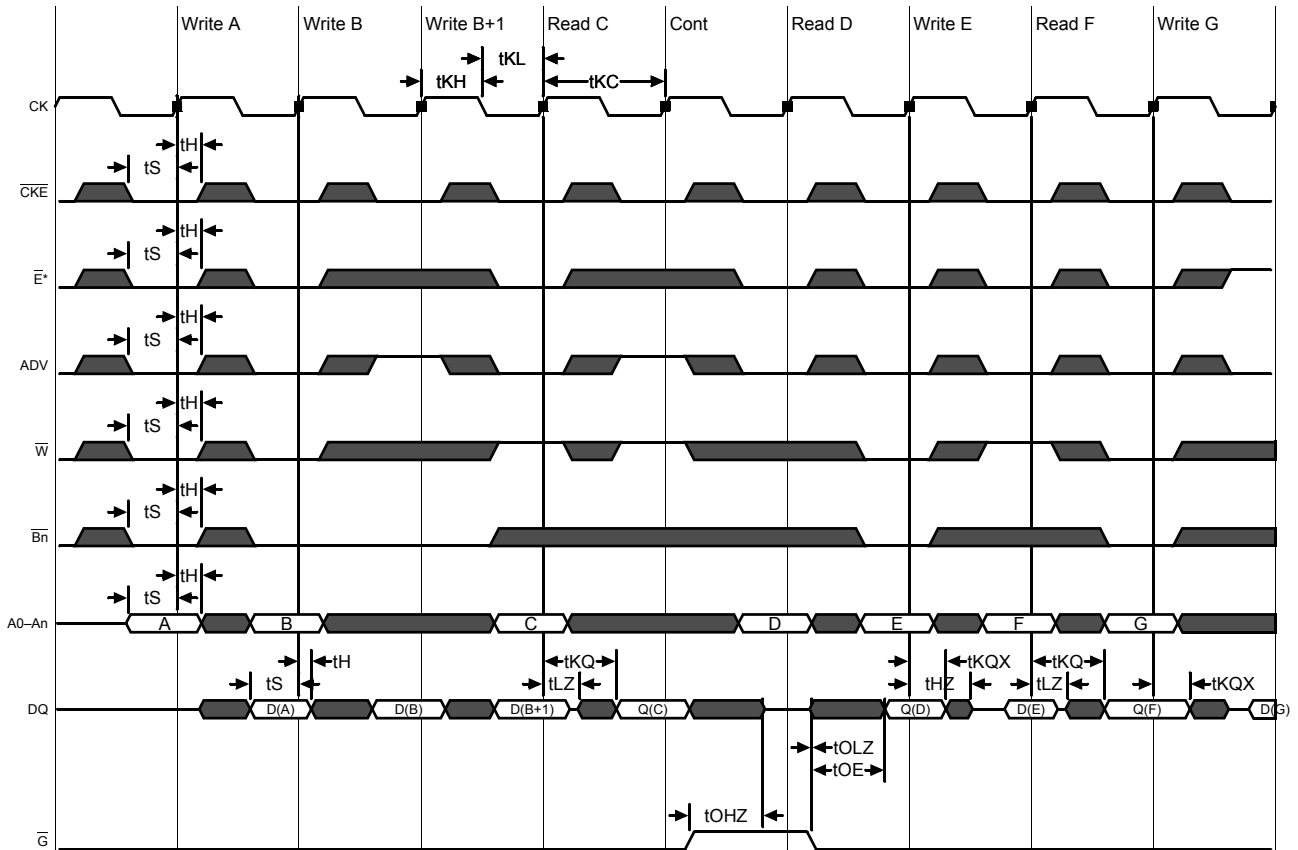 Write A Write B Write B+1 Read C Cont Read D Write E Read F Write G
tKL
tKH tKC
CK
tH
tS
CKE
tH
tS
E*
tH
tS
ADV
tH
tS
W
tH
tS
Bn
tH
tS
A0–An A B C D E F G
tH tKQ tKQX tKQ
tS tLZ tHZ tLZ tKQX
DQ D(A) D(B) D(B+1) Q(C) Q(D) D(E) Q(F) D(G)
tOLZ
tOE
tOHZ
G